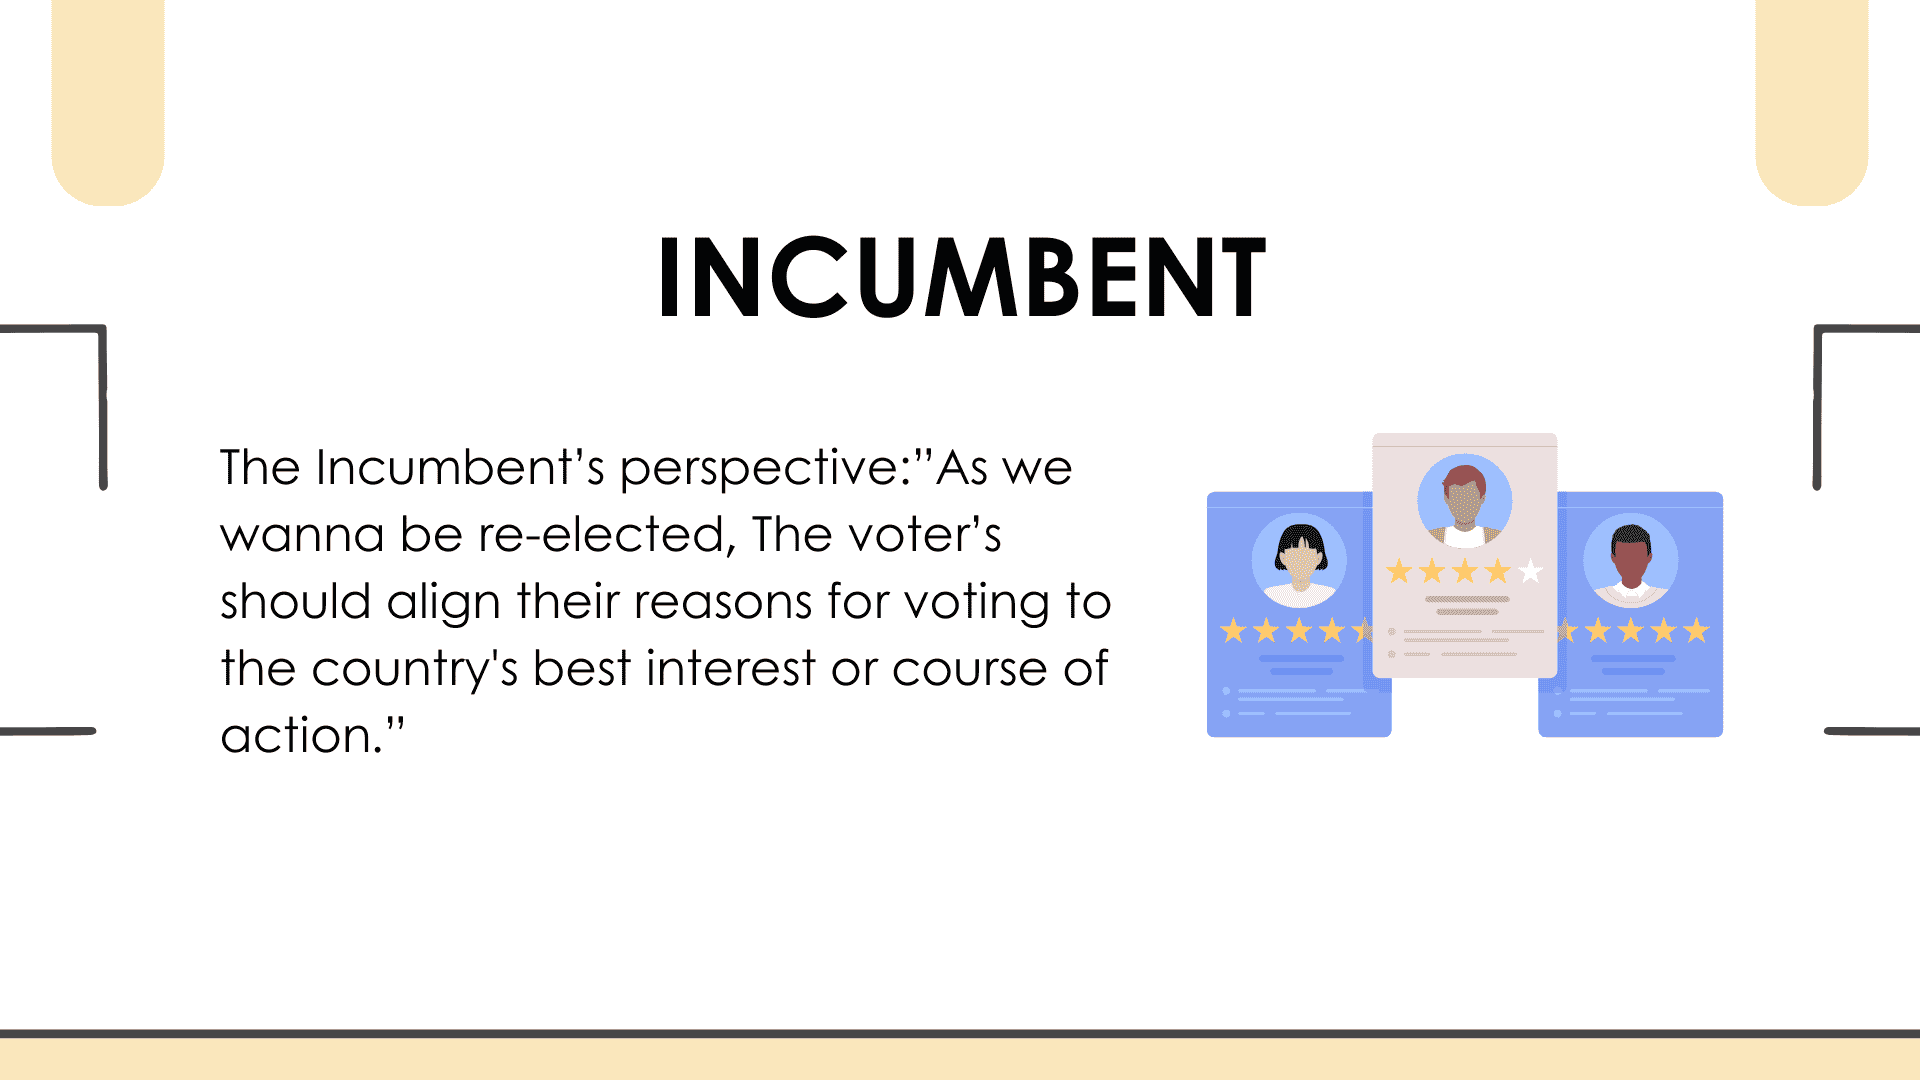 INCUMBENT
The Incumbent’s perspective:”As we
wanna be re-elected, The voter’s
should align their reasons for voting to
the country's best interest or course of
action.”